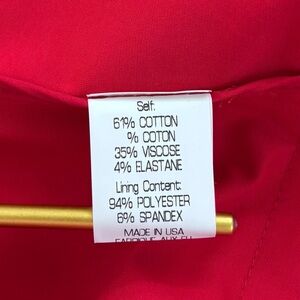 Self:
61% COTTON
% COTON
35% VISCOSE
4% ELASTANE
Lining Content:
94% POLYESTER
6% SPANDEX
MADE IN USA